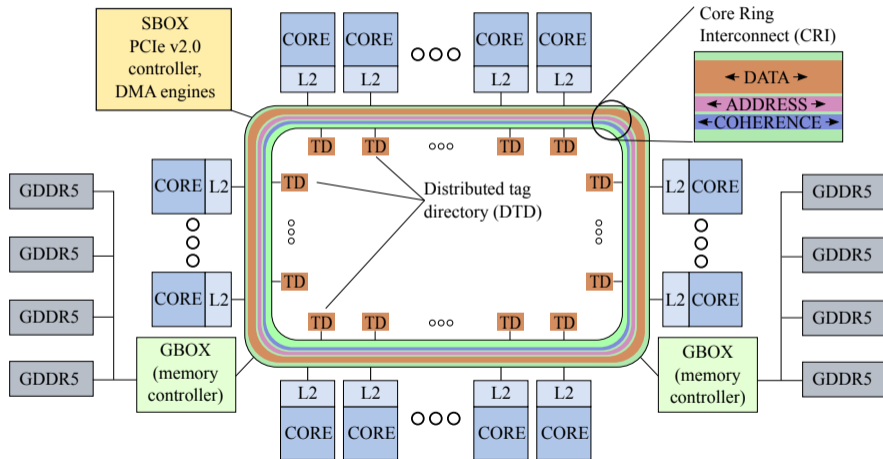 SBOX
PCIe v2.0
controller,
DMA engines
CORE
CORE
CORE
CORE
L2
L2
L2
L2
Core Ring
Interconnect (CRI)
DATA
ADDRESS
COHERENCE
TD
TD
TD
TD
GDDR5
GDDR5
GDDR5
GDDR5
CORE
L2
CORE
L2
TD
TD
Distributed tag
directory (DTD)
TD
TD
L2
CORE
L2
CORE
GDDR5
GDDR5
GDDR5
GDDR5
TD
TD
TD
TD
GBOX
(memory
controller)
GBOX
(memory
controller)
L2
L2
L2
L2
CORE
CORE
CORE
CORE